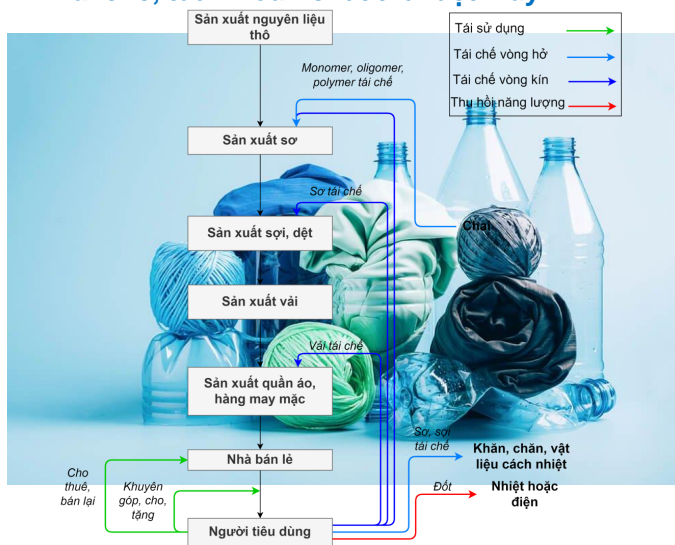 Sản xuất nguyên liệu
thô
Tái sử dụng
Tái chế vòng hở
Tái chế vòng kín
Thu hồi năng lượng
Monomer, oligomer,
polymer tái chế
Sản xuất sơ
Sơ tái chế
Sản xuất sợi, dệt
Chai
Sản xuất vải
Vải tái chế
Sản xuất quần áo,
hàng may mặc
Sơ, sợi
tái chế
Khăn, chăn, vật
liệu cách nhiệt
Nhà bán lẻ
Cho
thuê,
bán lại
Khuyên
góp, cho,
tặng
Đốt
Nhiệt hoặc
điện
Người tiêu dùng